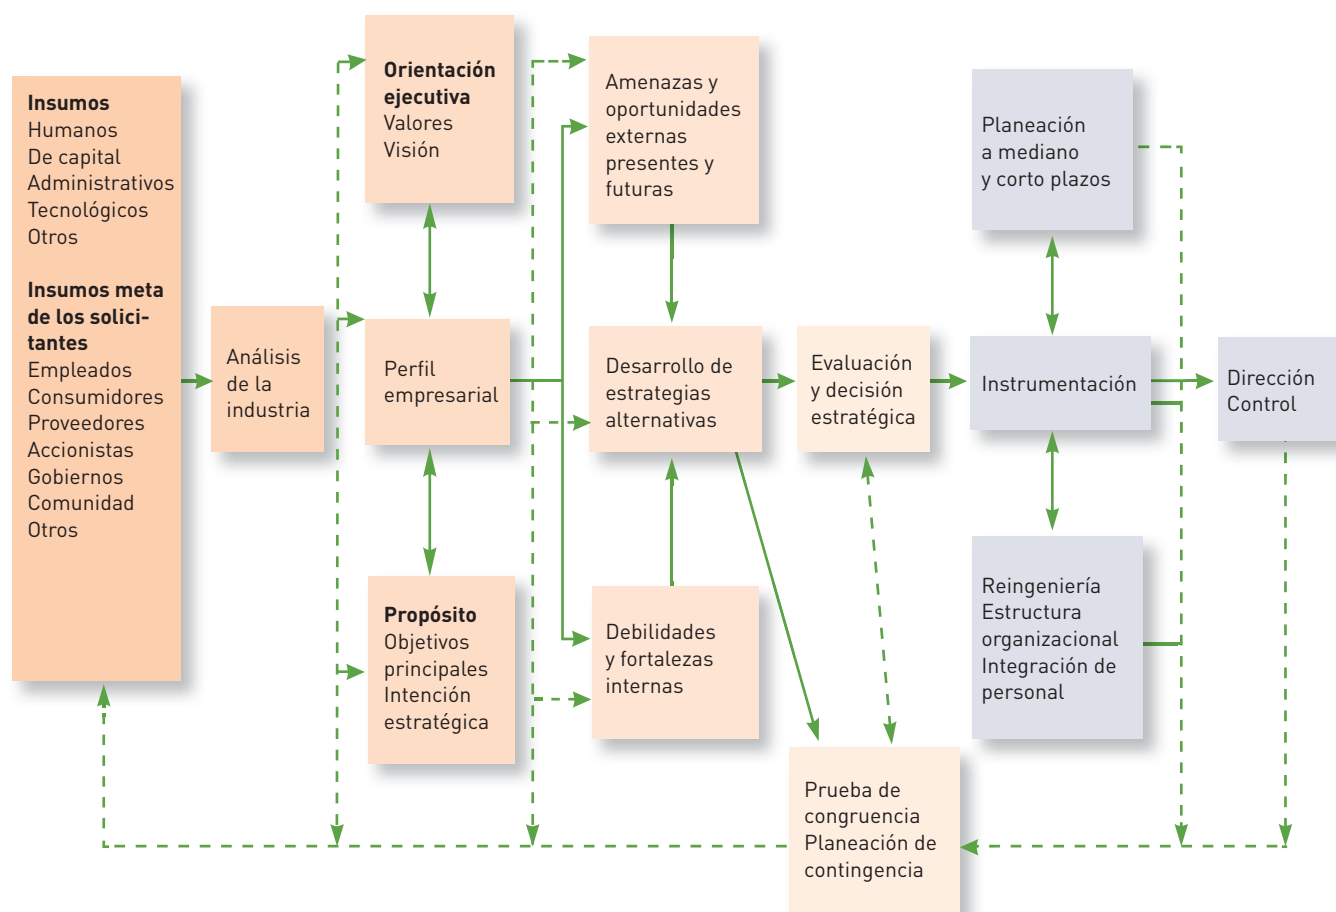 Insumos
Humanos
De capital
Administrativos
Tecnológicos
Otros
Insumos meta
de los solici-
tantes
Empleados
Consumidores
Proveedores
Accionistas
Gobiernos
Comunidad
Otros
Análisis
de la
industria
Orientación
ejecutiva
Valores
Visión
Perfil
empresarial
Propósito
Objetivos
principales
Intención
estratégica
Amenazas y
oportunidades
externas
presentes y
futuras
Desarrollo de
estrategias
alternativas
Debilidades
y fortalezas
internas
Evaluación
y decisión
estratégica
Prueba de
congruencia
Planeación de
contingencia
Planeación
a mediano
y corto plazos
Instrumentación
Reingeniería
Estructura
organizacional
Integración de
personal
Dirección
Control